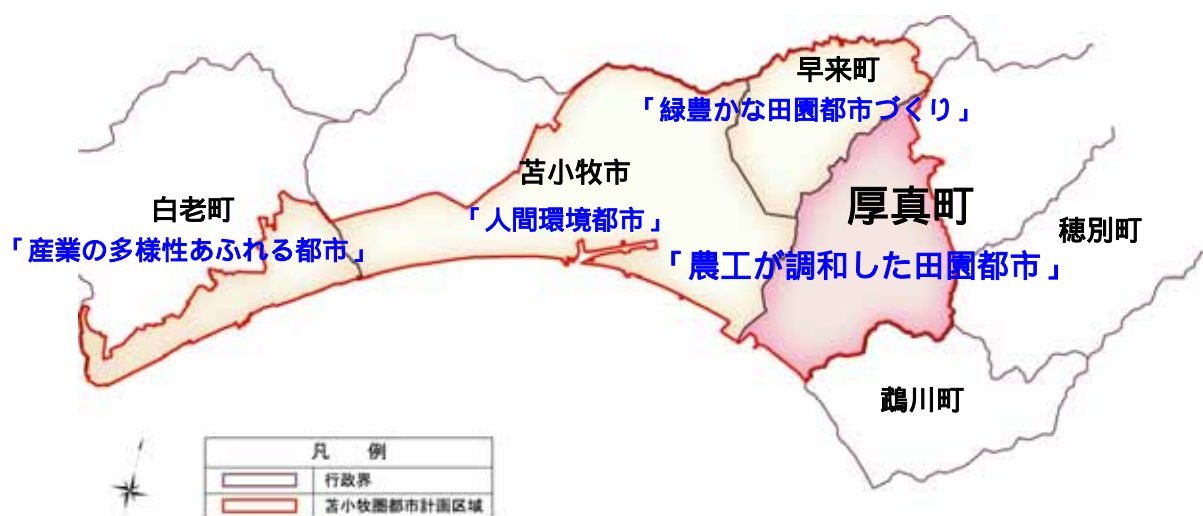 早来町
「緑豊かな田園都市づくり」
苫小牧市
「人間環境都市」
白老町
「産業の多様性あふれる都市」
厚真町
「農工が調和した田園都市」
穂別町
鵡川町
凡 例
行政界
苫小牧圏都市計画区域